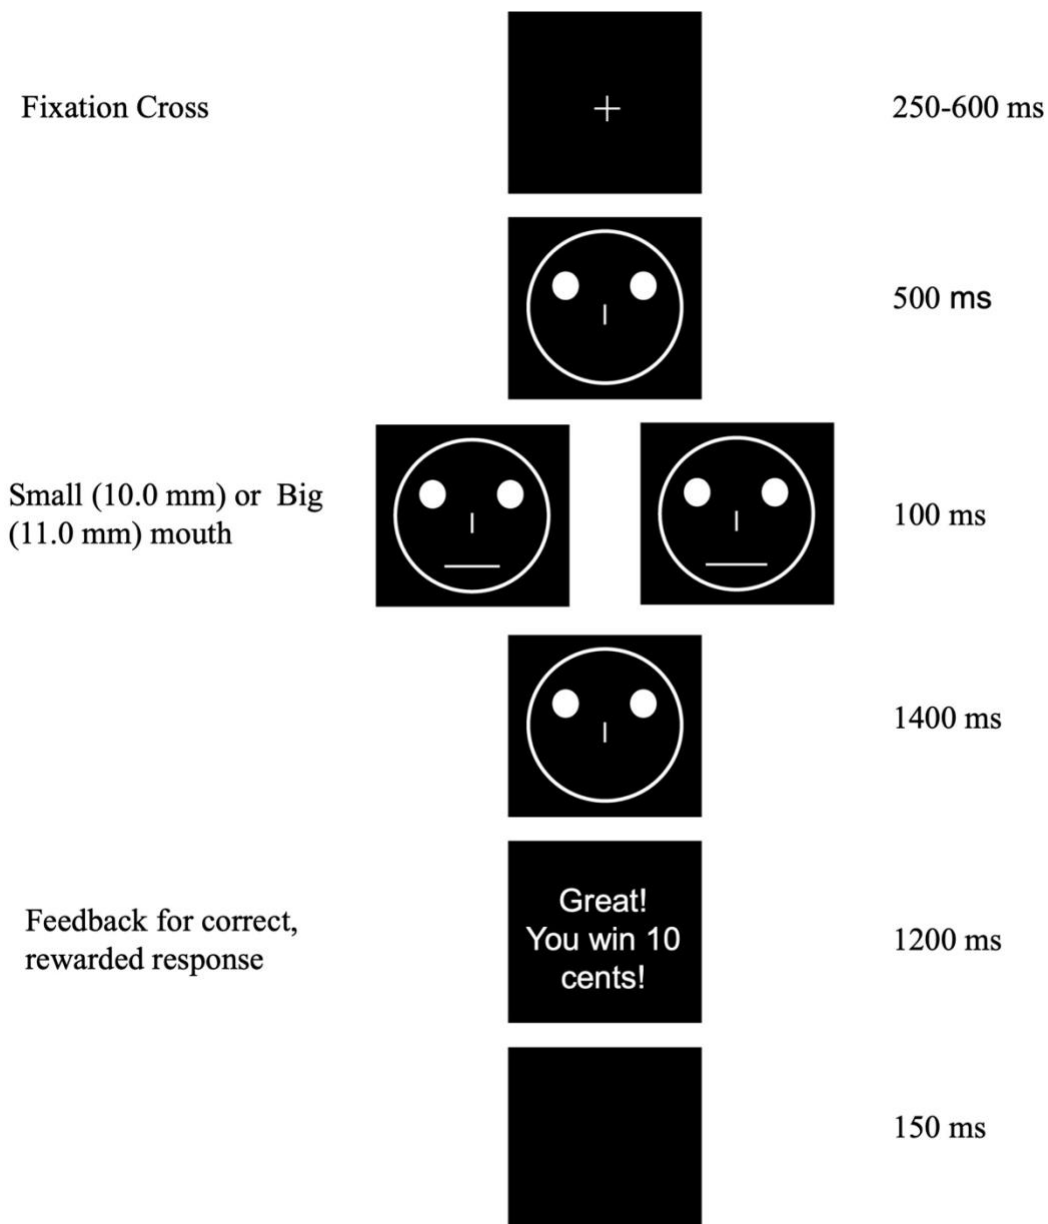 Fixation Cross
250-600 ms
500 ms
Small (10.0 mm) or Big
(11.0 mm) mouth
100 ms
1400 ms
Feedback for correct,
rewarded response
Great!
You win 10
cents!
1200 ms
150 ms